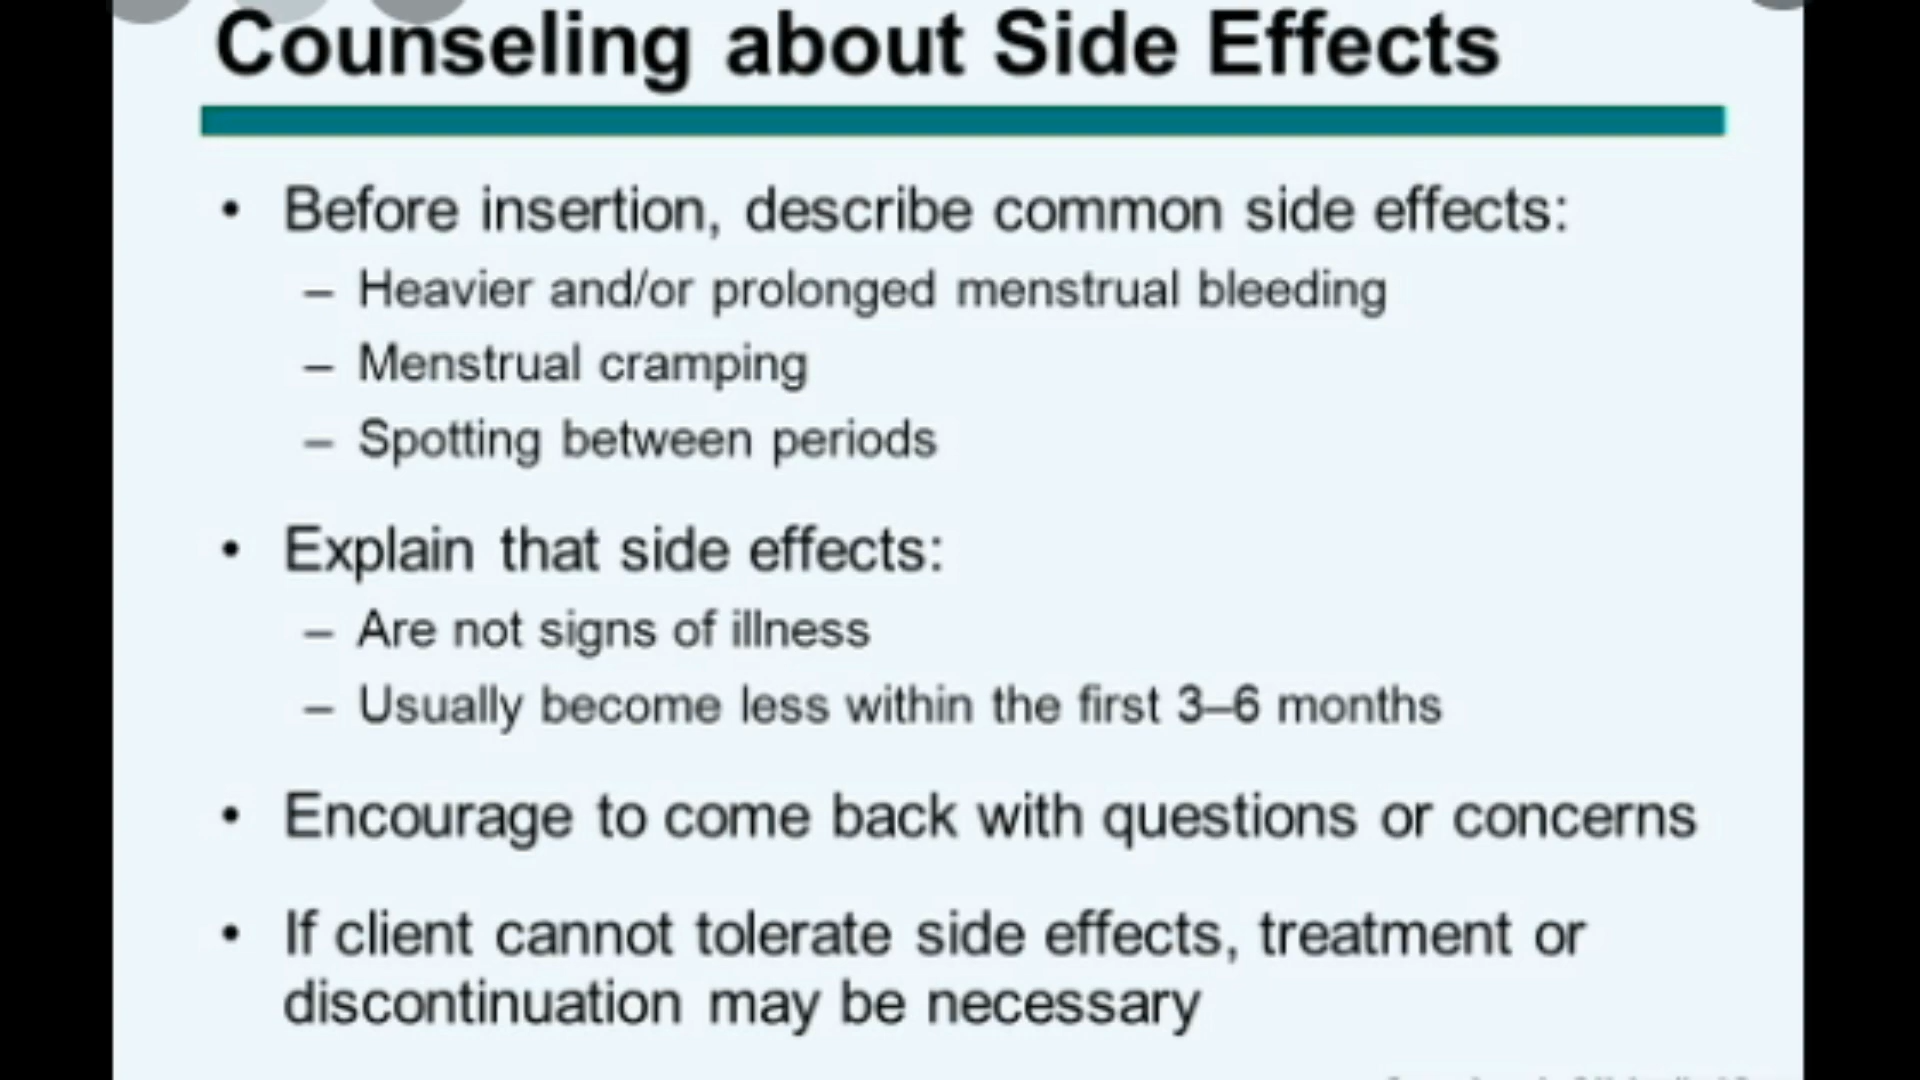 Counseling about Side Effects
• Before insertion, describe common side effects:
– Heavier and/or prolonged menstrual bleeding
– Menstrual cramping
– Spotting between periods
• Explain that side effects:
– Are not signs of illness
– Usually become less within the first 3–6 months
• Encourage to come back with questions or concerns
• If client cannot tolerate side effects, treatment or
discontinuation may be necessary